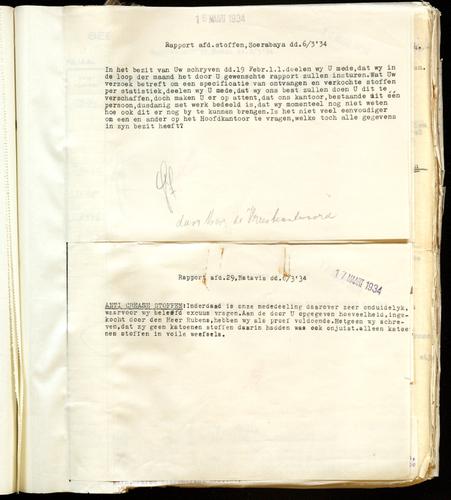 16 MAART 1934
Rapport afd.stoffen,Soerabaya dd.6/3'34
In het bezit van Uw schryven dd.19 Febr.l.l.deelen wy U mede,dat wy in
de loop der maand het door U gewenschte rapport zullen insturen.Wat Uw
verzoek betreft om een specificatie van ontvangen en verkochte stoffen
per statistiek,deelen wy U mede,dat wy ons best zullen doen U dit te
verschaffen,doch maken U er op attent,dat ons kantoor,bestaande uit één
persoon,dusdanig met werk bedeeld is,dat wy momenteel nog niet weten
hoe ook dit er nog by te kunnen brengen.Is het niet veel eenvoudiger
om een en ander op het Hoofdkantoor te vragen,welke toch alle gegevens
in zyn bezit heeft?
door
17 MAART 1934
Rapport afd.29,Batavia dd.6/3'34
ANTI CREASE STOFFEN:Inderdaad is onze mededeeling daarover zeer onduidelyk,
waarvoor wy beleefd excuus vragen.Aan de door U opgegeven hoeveelheid,inge-
kocht door den Heer Rubens,hebben wy als proef voldoende.Hetgeen wy schre-
ven,dat zy geen katoenen stoffen daarin hadden was ook onjuist.alleen katoe
nen stoffen in voile weefsels.